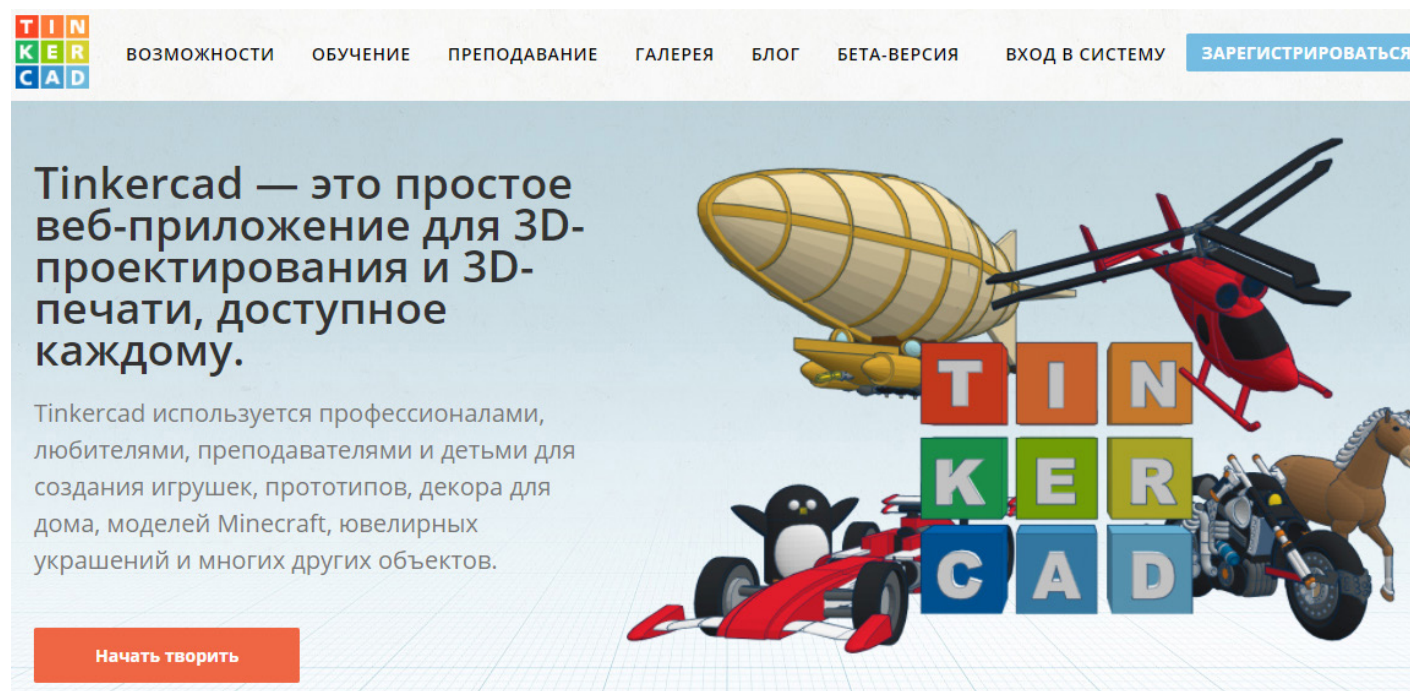 TIN
KER
CAD
ВОЗМОЖНОСТИ ОБУЧЕНИЕ ПРЕПОДАВАНИЕ ГАЛЕРЕЯ БЛОГ БЕТА-ВЕРСИЯ ВХОД В СИСТЕМУ ЗАРЕГИСТРИРОВАТЬСЯ
Tinkercad — это простое
веб-приложение для 3D-
проектирования и 3D-
печати, доступное
каждому.
Tinkercad используется профессионалами,
любителями, преподавателями и детьми для
создания игрушек, прототипов, декора для
дома, моделей Minecraft, ювелирных
украшений и многих других объектов.
Начать творить
TIN
KER
CAD